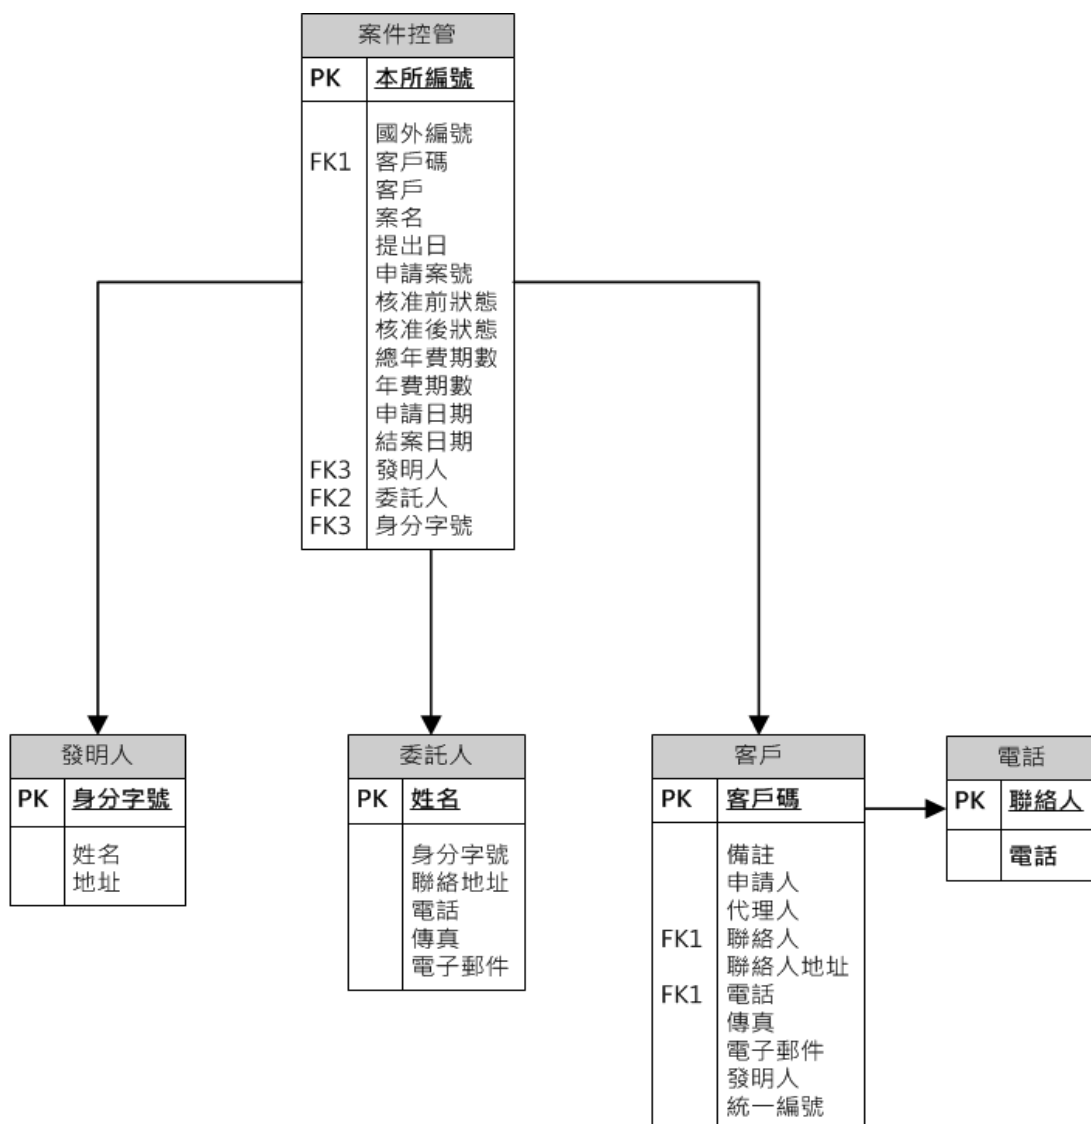 案件控管
PK 本所編號
國外編號
FK1 客戶碼
客戶
案名
提出日
申請案號
核准前狀態
核准後狀態
總年費期數
年費期數
申請日期
結案日期
FK3 發明人
FK2 委託人
FK3 身分字號
發明人
PK 身分字號
姓名
地址
委託人
PK 姓名
身分字號
聯絡地址
電話
傳真
電子郵件
客戶
PK 客戶碼
備註
申請人
代理人
FK1 聯絡人
聯絡人地址
FK1 電話
傳真
電子郵件
發明人
統一編號
電話
PK 聯絡人
電話